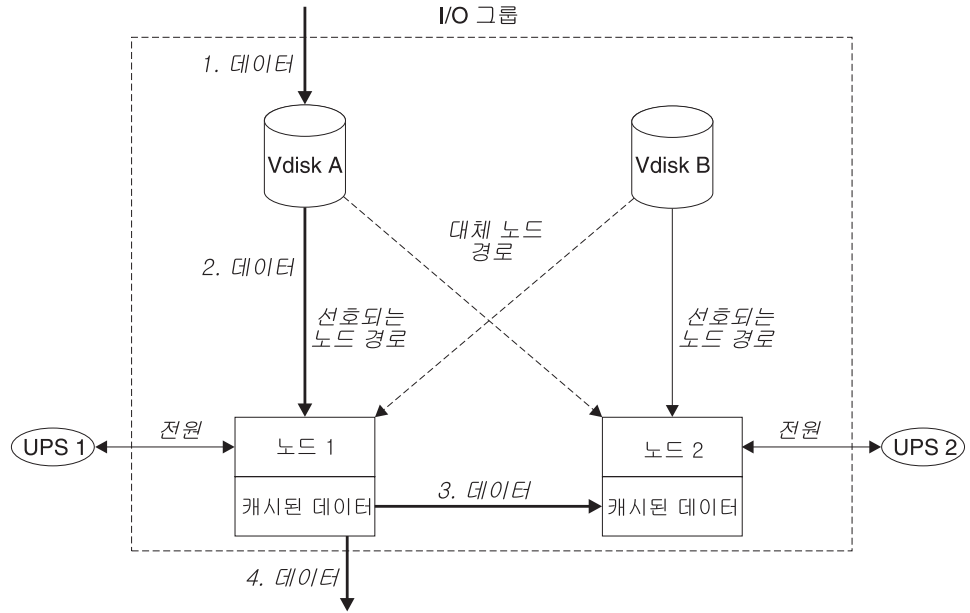 I/O 그룹
1. 데이터
Vdisk A
Vdisk B
대체 노드
경로
2. 데이터
선호되는
노드 경로
선호되는
노드 경로
UPS 1
전원
노드 1
노드 2
전원
UPS 2
캐시된 데이터
3. 데이터
캐시된 데이터
4. 데이터